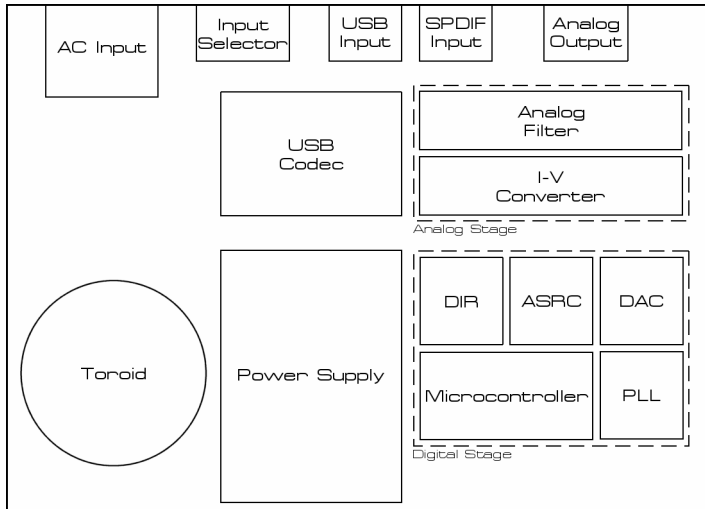 AC Input
Input
Selector
USB
Input
SPDIF
Input
Analog
Output
USB
Codec
Analog
Filter
I-V
Converter
Analog Stage
DIR
ASRC
DAC
Toroid
Power Supply
Microcontroller
PLL
Digital Stage